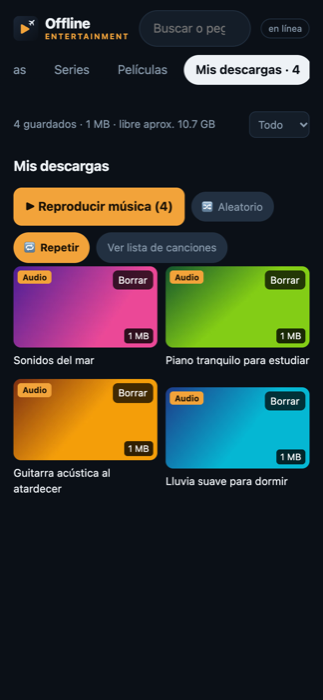 Offline
ENTERTAINMENT
Buscar o peg
en línea
as
Series
Películas
Mis descargas · 4
4 guardados · 1 MB · libre aprox. 10.7 GB
Todo
Mis descargas
Reproducir música (4)
Aleatorio
Repetir
Ver lista de canciones
Audio
Borrar
1 MB
Sonidos del mar
Audio
Borrar
1 MB
Piano tranquilo para estudiar
Audio
Borrar
1 MB
Guitarra acústica al
atardecer
Audio
Borrar
1 MB
Lluvia suave para dormir